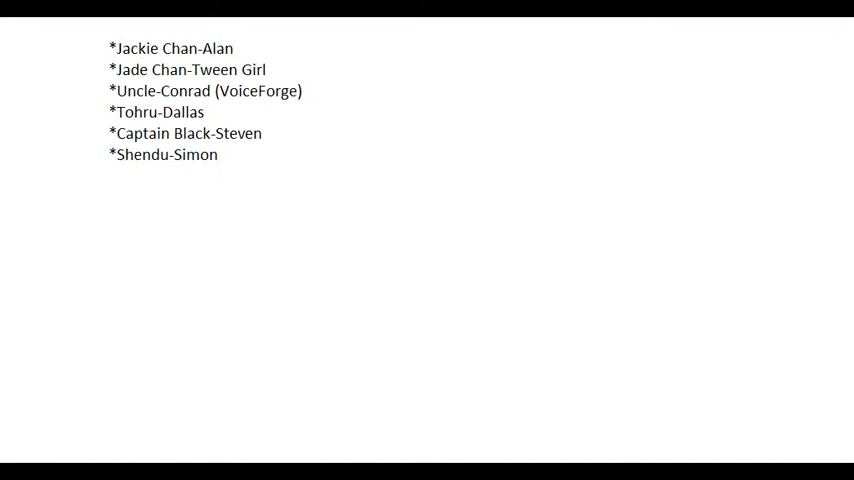 *Jackie Chan-Alan
*Jade Chan-Tween Girl
*Uncle-Conrad (VoiceForge)
*Tohru-Dallas
*Captain Black-Steven
*Shendu-Simon